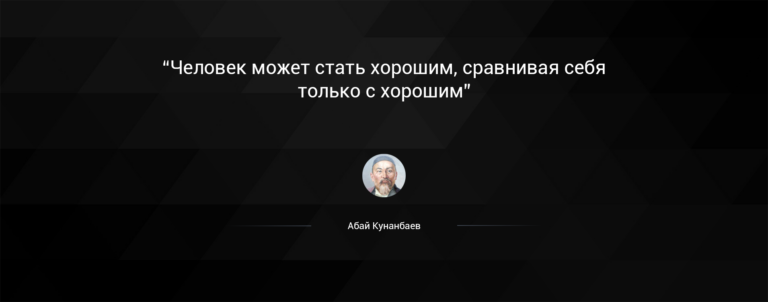 “Человек может стать хорошим, сравнивая себя
только с хорошим”
Абай Кунанбаев